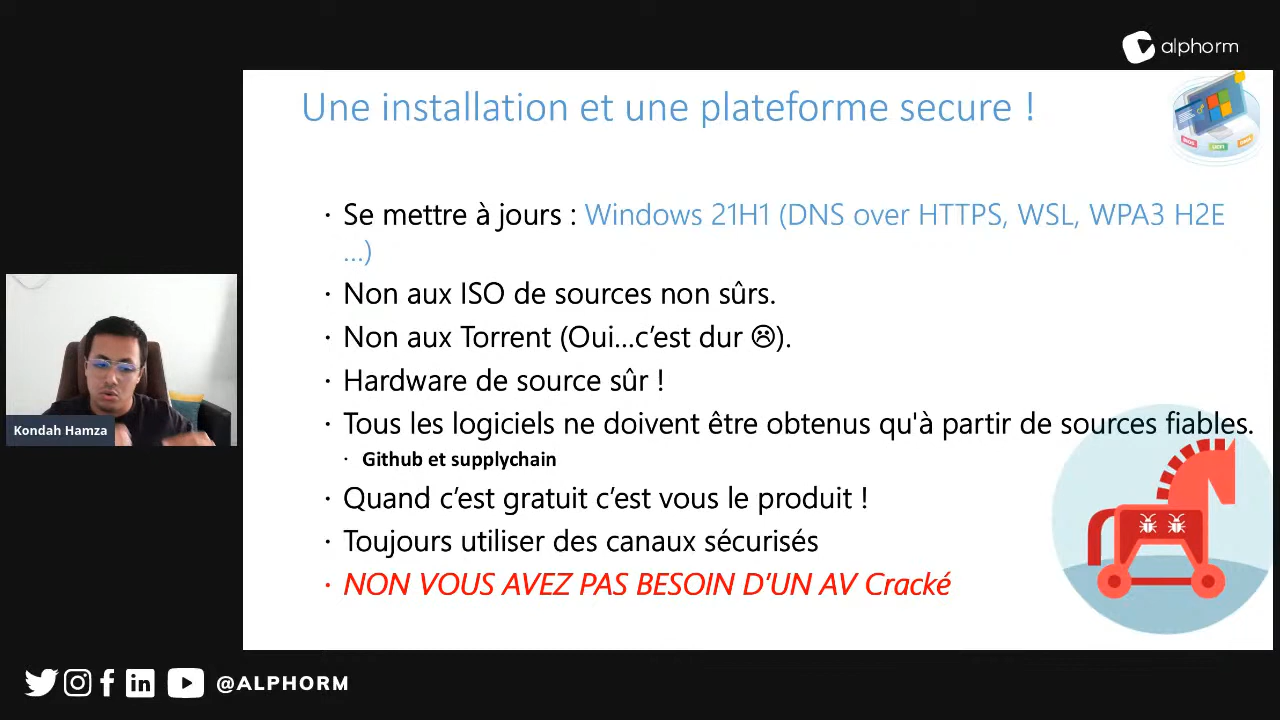 alphorm
Une installation et une plateforme secure !
· Se mettre à jours : Windows 21H1 (DNS over HTTPS, WSL, WPA3 H2E
...)
· Non aux ISO de sources non sûrs.
· Non aux Torrent (Oui...c’est dur ☹).
· Hardware de source sûr !
· Tous les logiciels ne doivent être obtenus qu'à partir de sources fiables.
· Github et supplychain
· Quand c’est gratuit c’est vous le produit !
· Toujours utiliser des canaux sécurisés
· NON VOUS AVEZ PAS BESOIN D’UN AV Cracké
Kondah Hamza
@ALPHORM